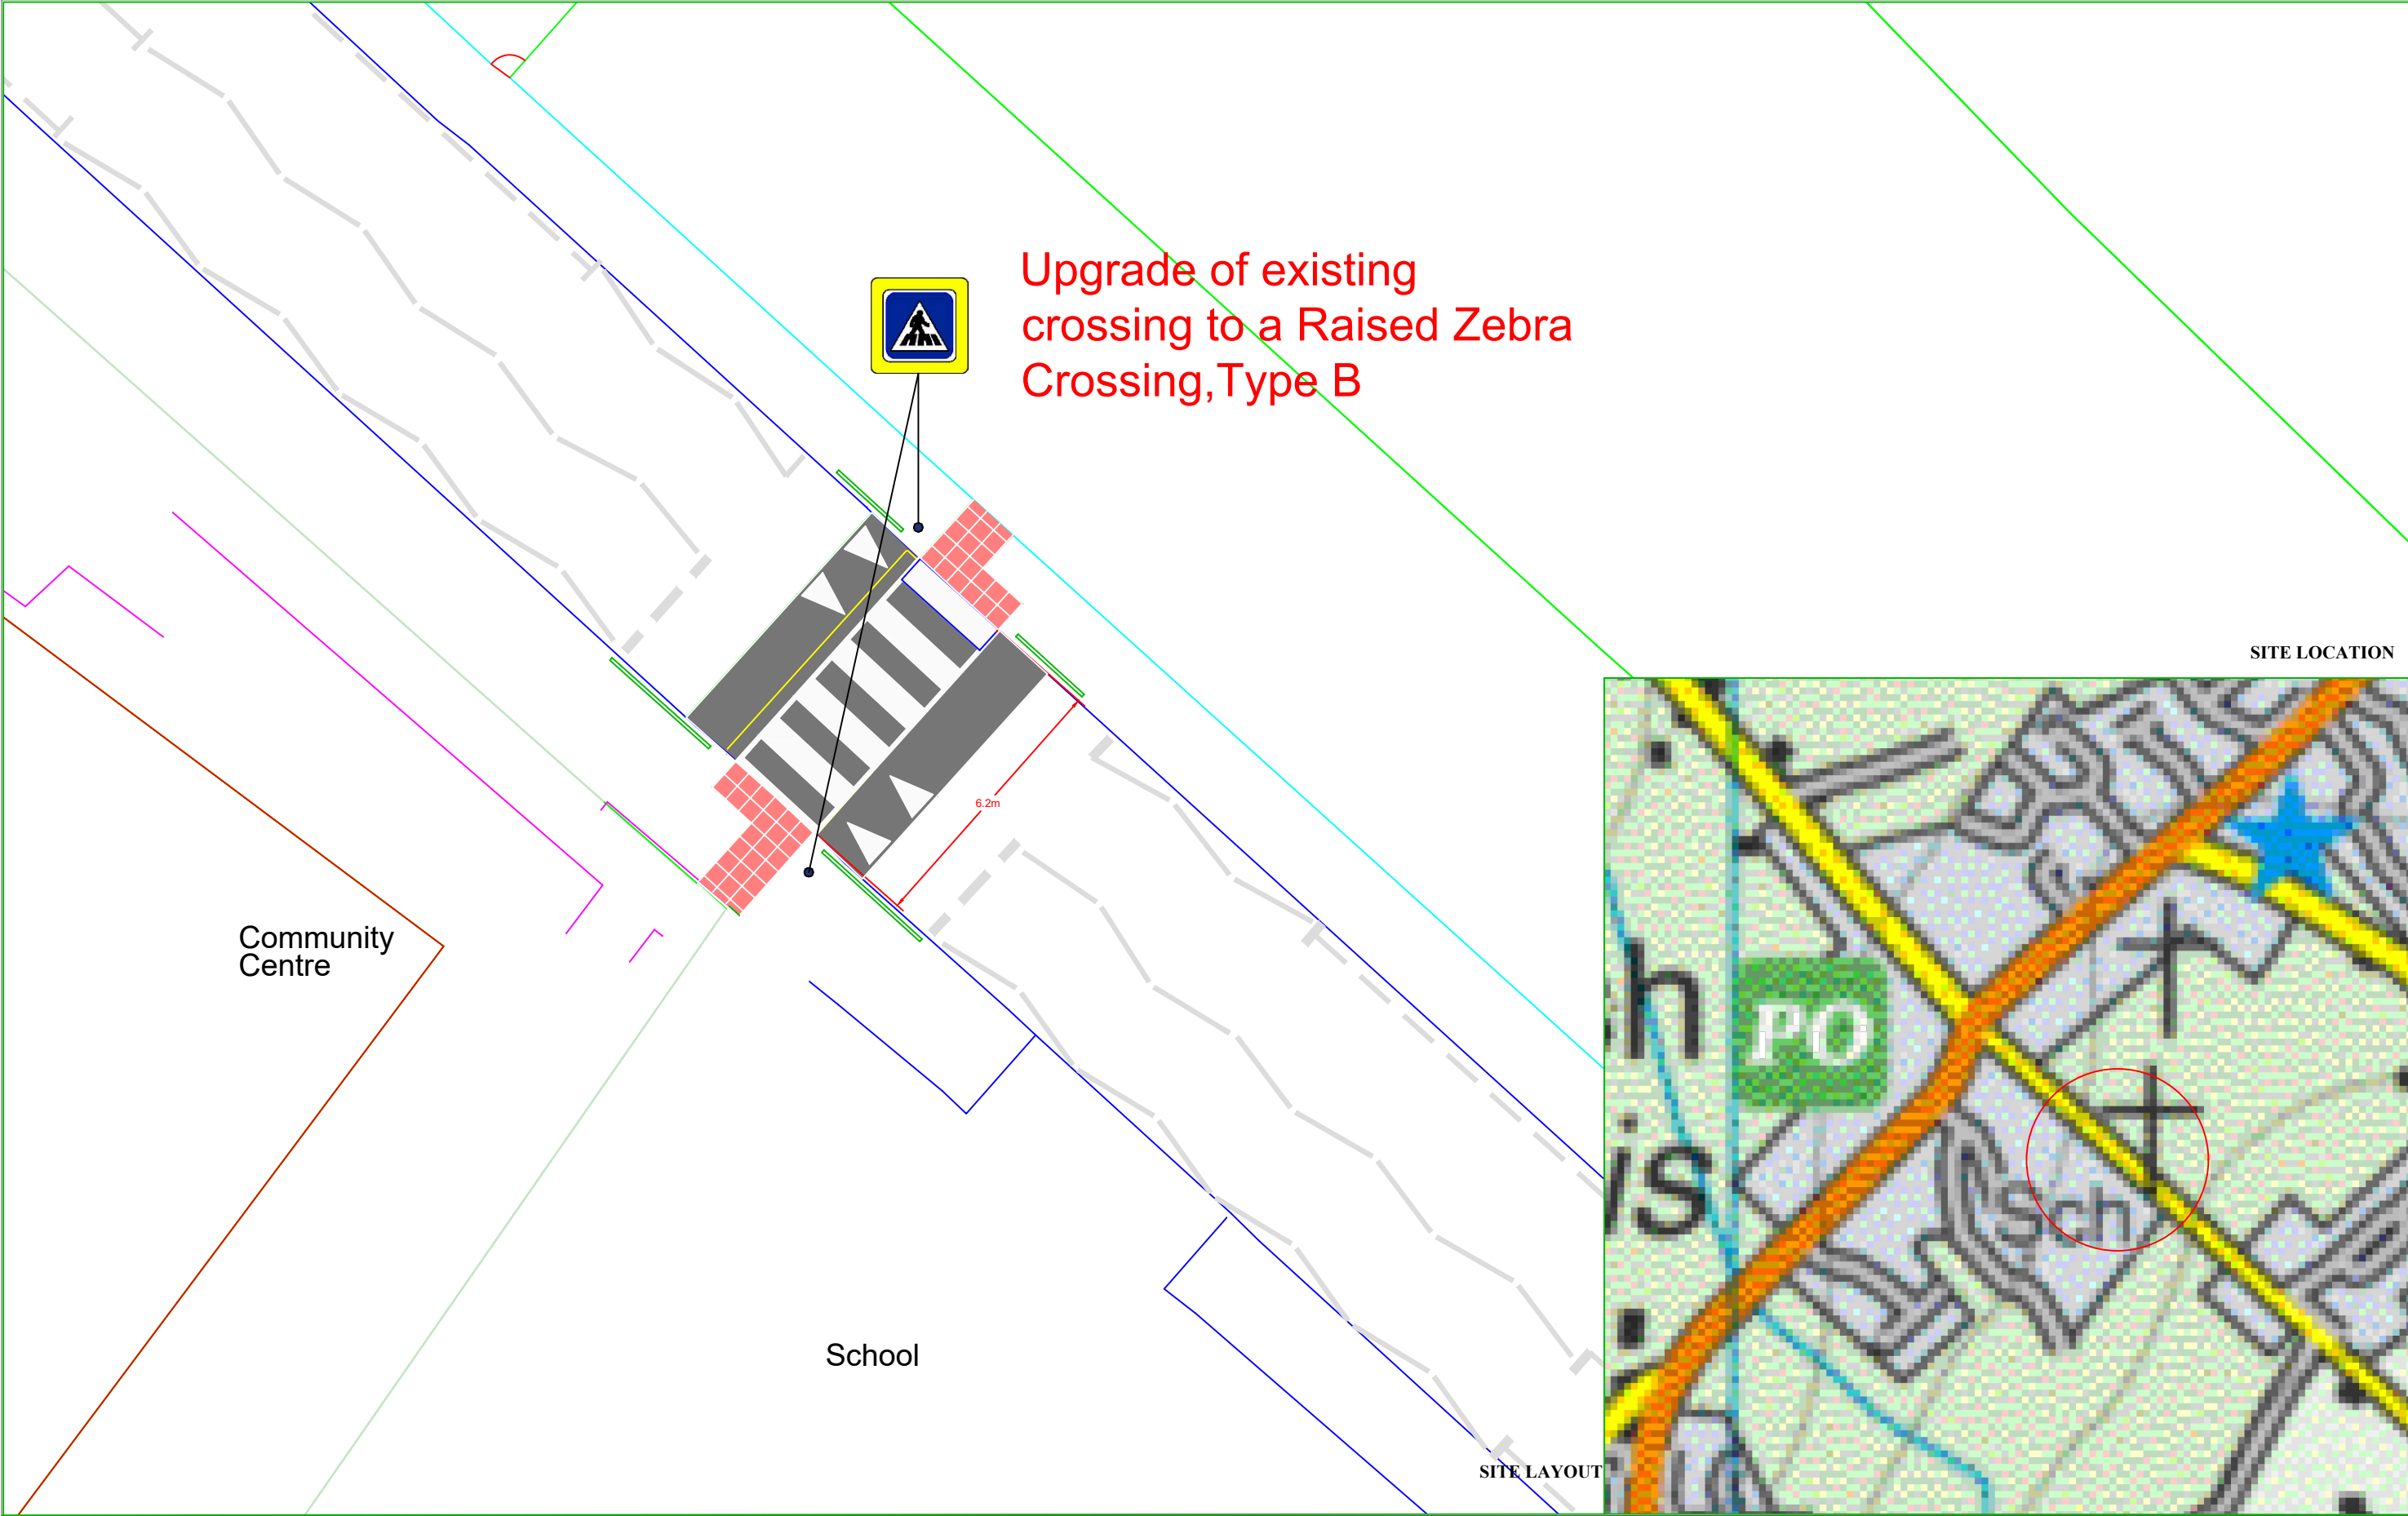 Upgrade of existing
crossing to a Raised Zebra
Crossing,Type B
SITE LOCATION
6.2m
Community
Centre
School
SITE LAYOUT
h
PO
is
Sch